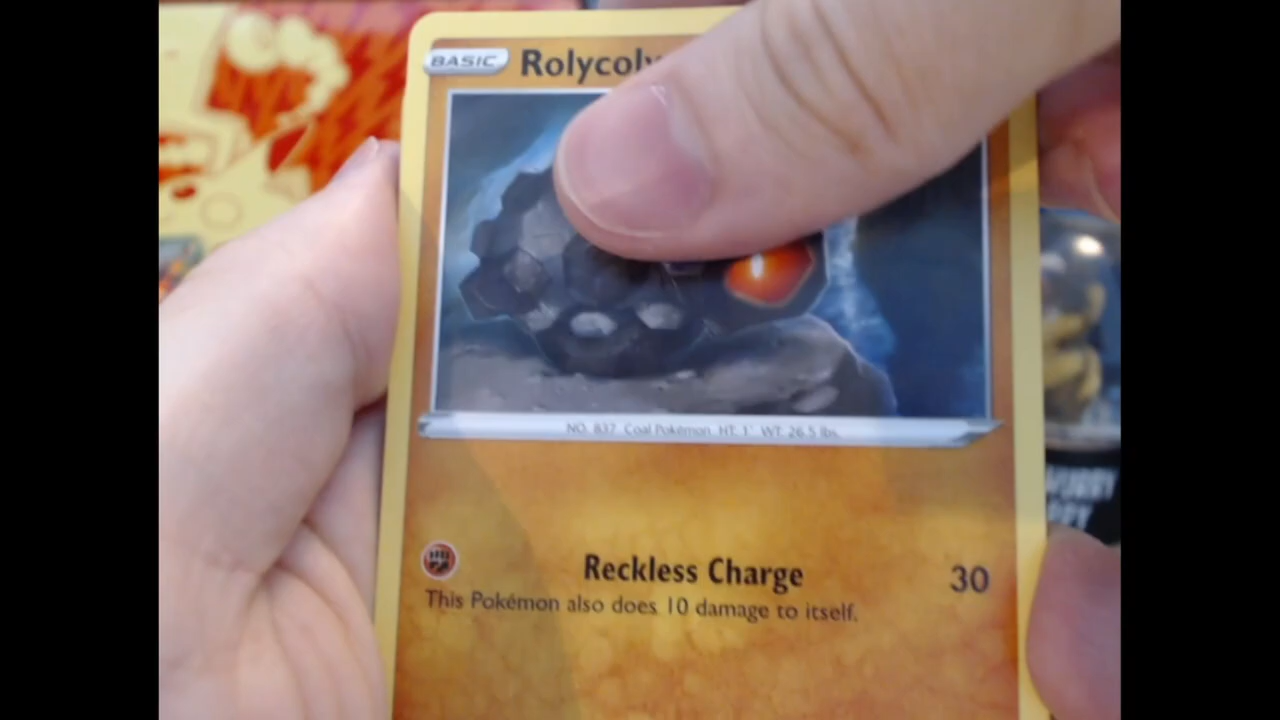 BASIC Rolycoly
NO. 837 Coal Pokémon HT: 1' WT: 26.5 lbs.
Reckless Charge 30
This Pokémon also does 10 damage to itself.